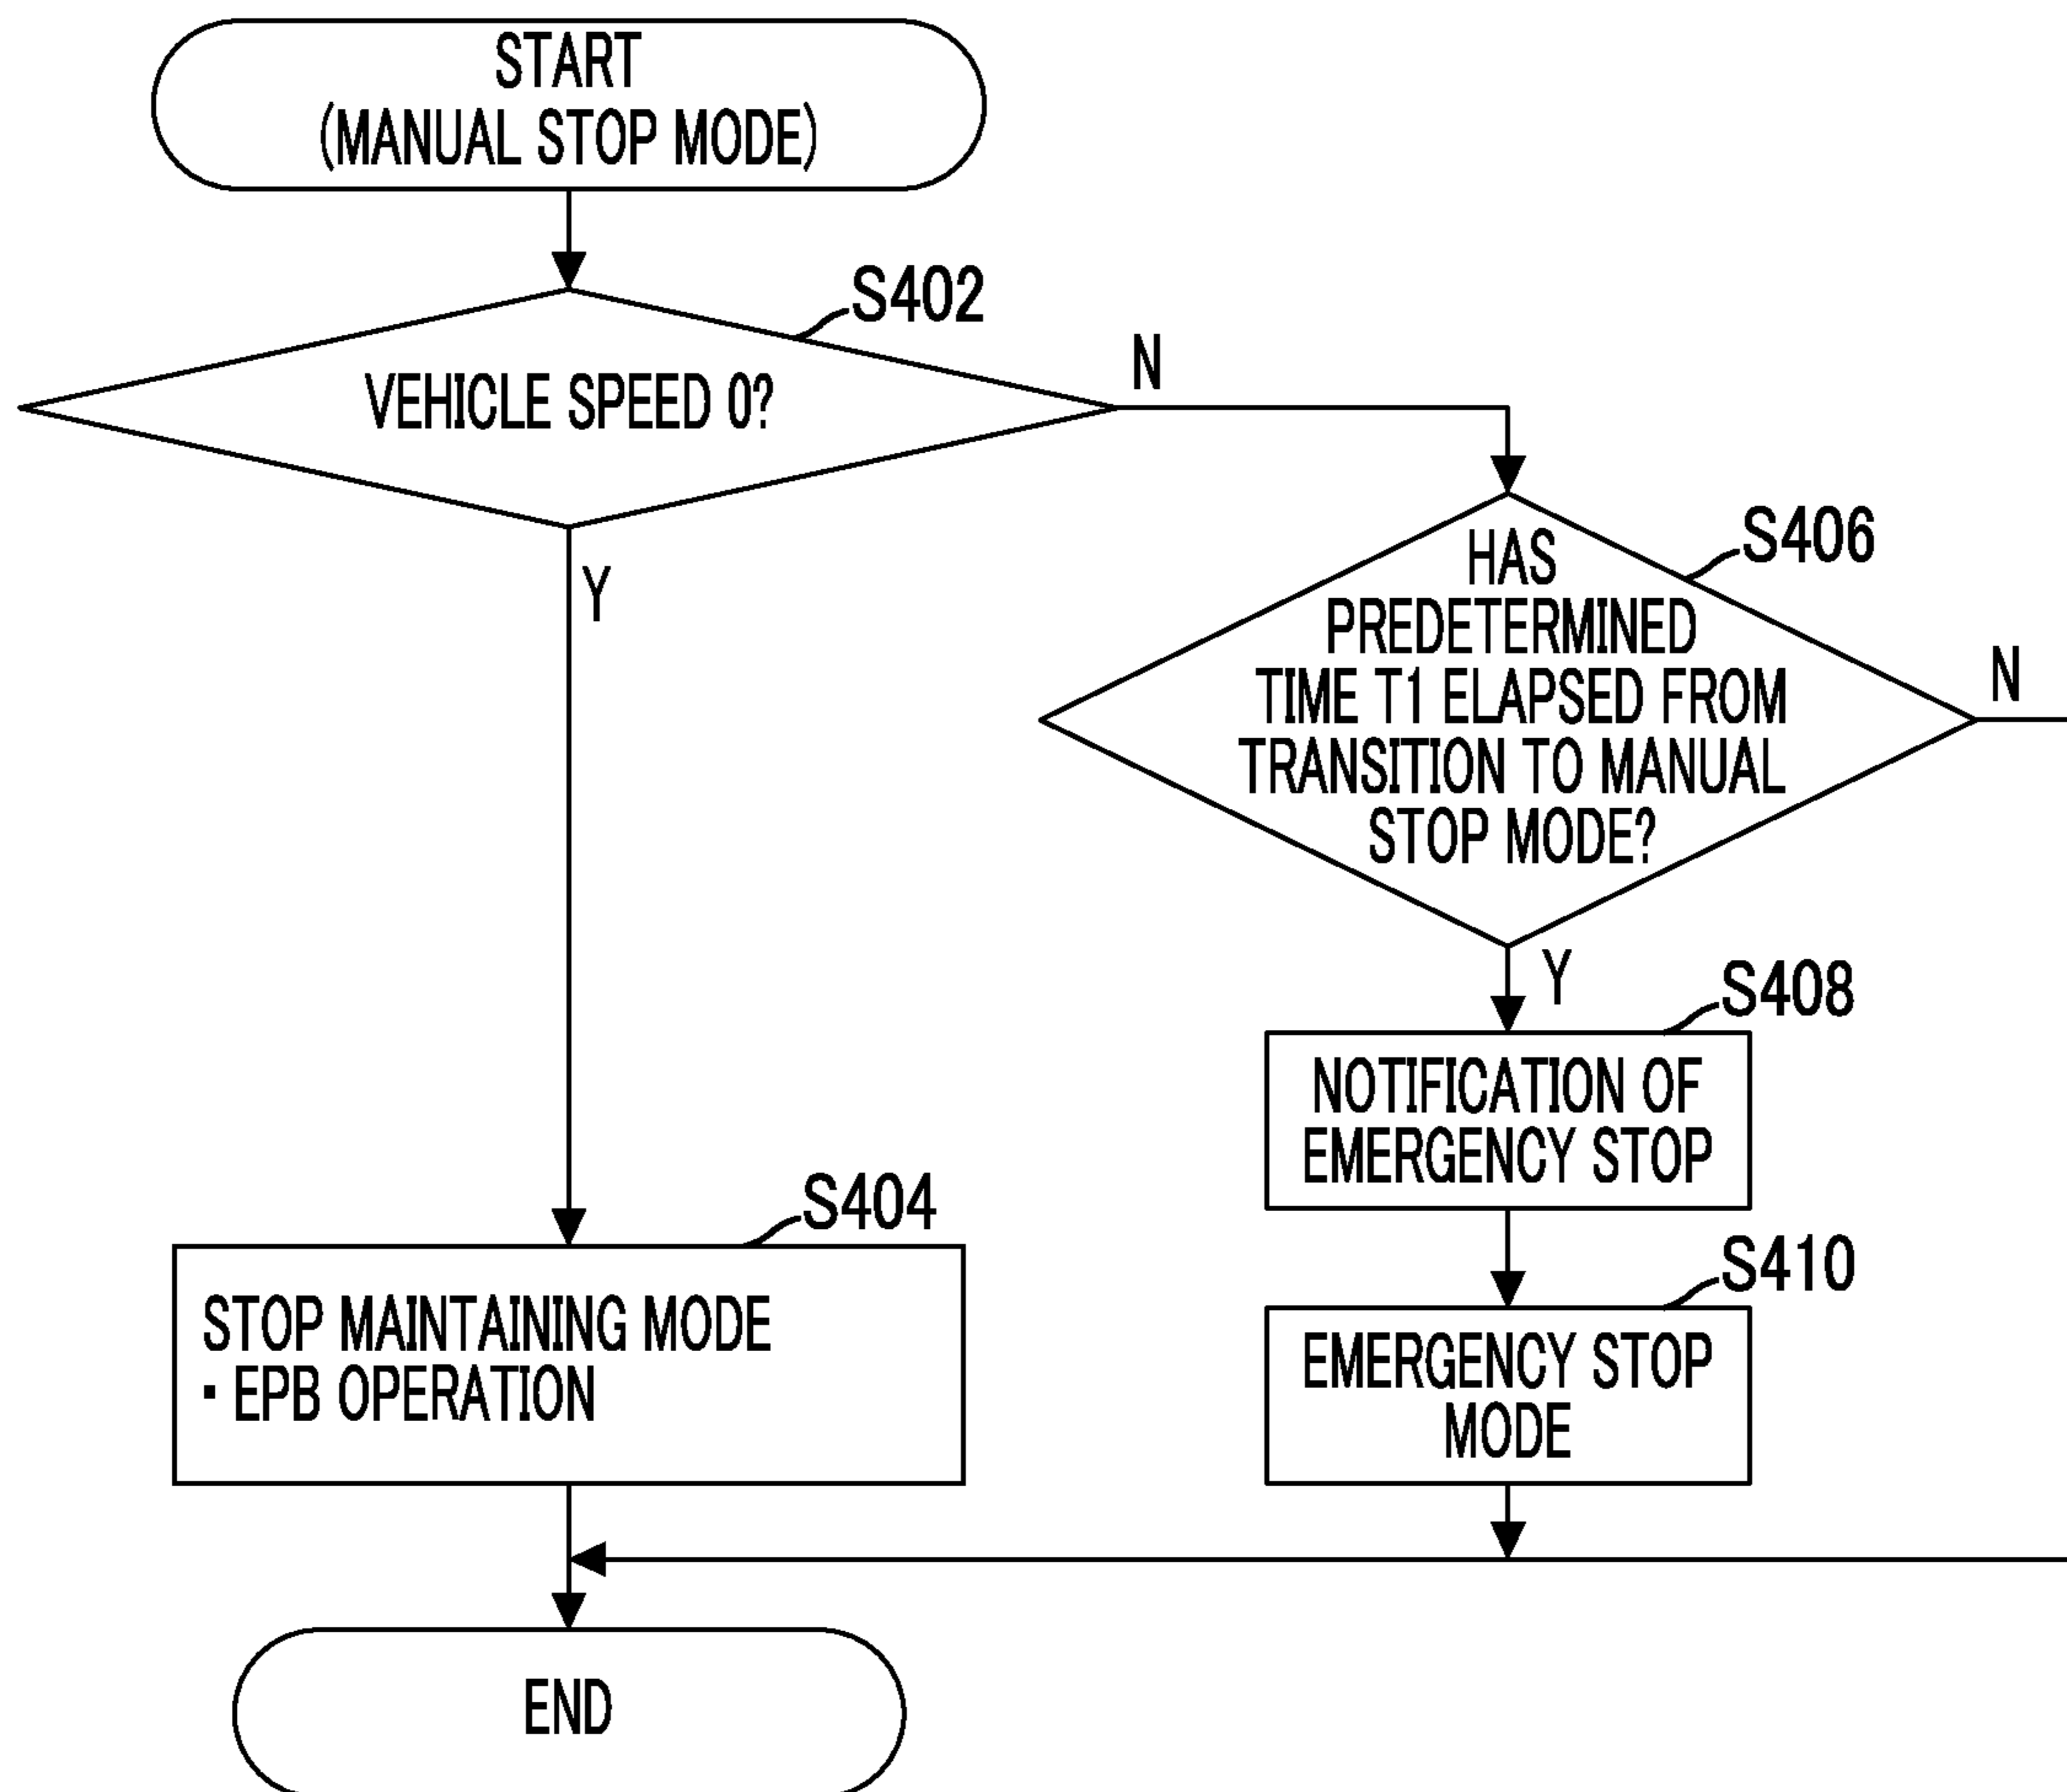 START
(MANUAL STOP MODE)
S402
VEHICLE SPEED 0?
N
Y
S406
HAS
PREDETERMINED
TIME T1 ELAPSED FROM
TRANSITION TO MANUAL
STOP MODE?
N
Y
S408
NOTIFICATION OF
EMERGENCY STOP
S404
STOP MAINTAINING MODE
▪ EPB OPERATION
S410
EMERGENCY STOP
MODE
END